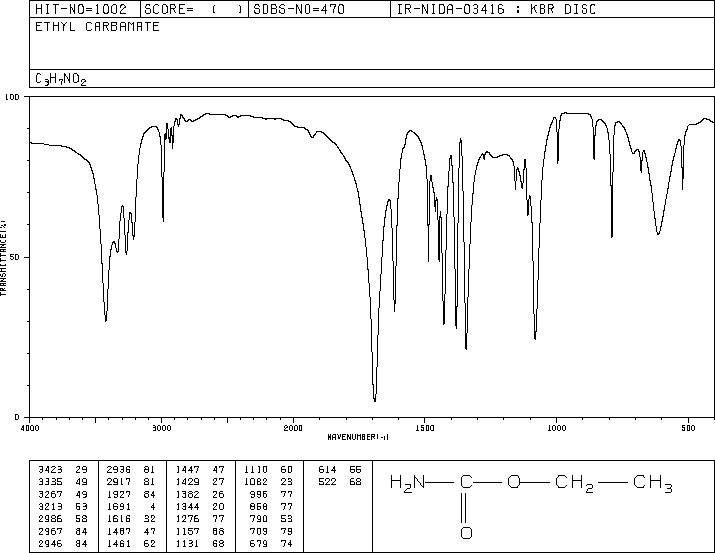 HIT-NO=1002 SCORE= ( ) SDBS-NO=470 IR-NIDA-03416 : KBR DISC
ETHYL CARBAMATE
C3H7NO2
100
50
0
TRANSMITTANCE(%)
4000 3000 2000 1500 1000 500
WAVENUMBER(-1)
3423 29 2936 81 1447 47 1110 60 614 55
3335 49 2917 81 1429 27 1082 23 522 68
3267 49 1927 84 1382 26 996 77
3213 53 1691 4 1344 20 858 77
2986 58 1616 32 1276 77 790 53
2967 84 1487 47 1157 68 709 79
2946 84 1461 62 1131 68 679 74
H2N C O CH2 CH3
O